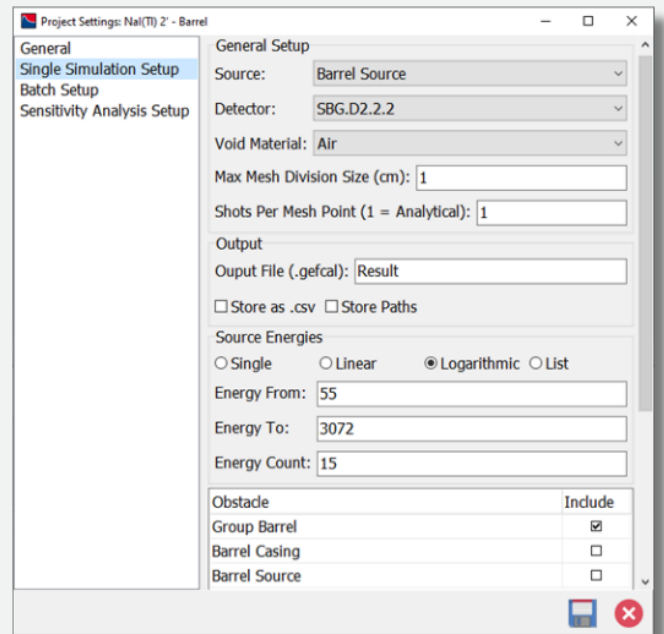 Project Settings: NaI(Tl) 2' - Barrel
General
Single Simulation Setup
Batch Setup
Sensitivity Analysis Setup
General Setup
Source: Barrel Source
Detector: SBG.D2.2.2
Void Material: Air
Max Mesh Division Size (cm): 1
Shots Per Mesh Point (1 = Analytical): 1
Output
Ouput File (.gefcal): Result
Store as .csv Store Paths
Source Energies
Single Linear Logarithmic List
Energy From: 55
Energy To: 3072
Energy Count: 15
Obstacle Include
Group Barrel
Barrel Casing
Barrel Source